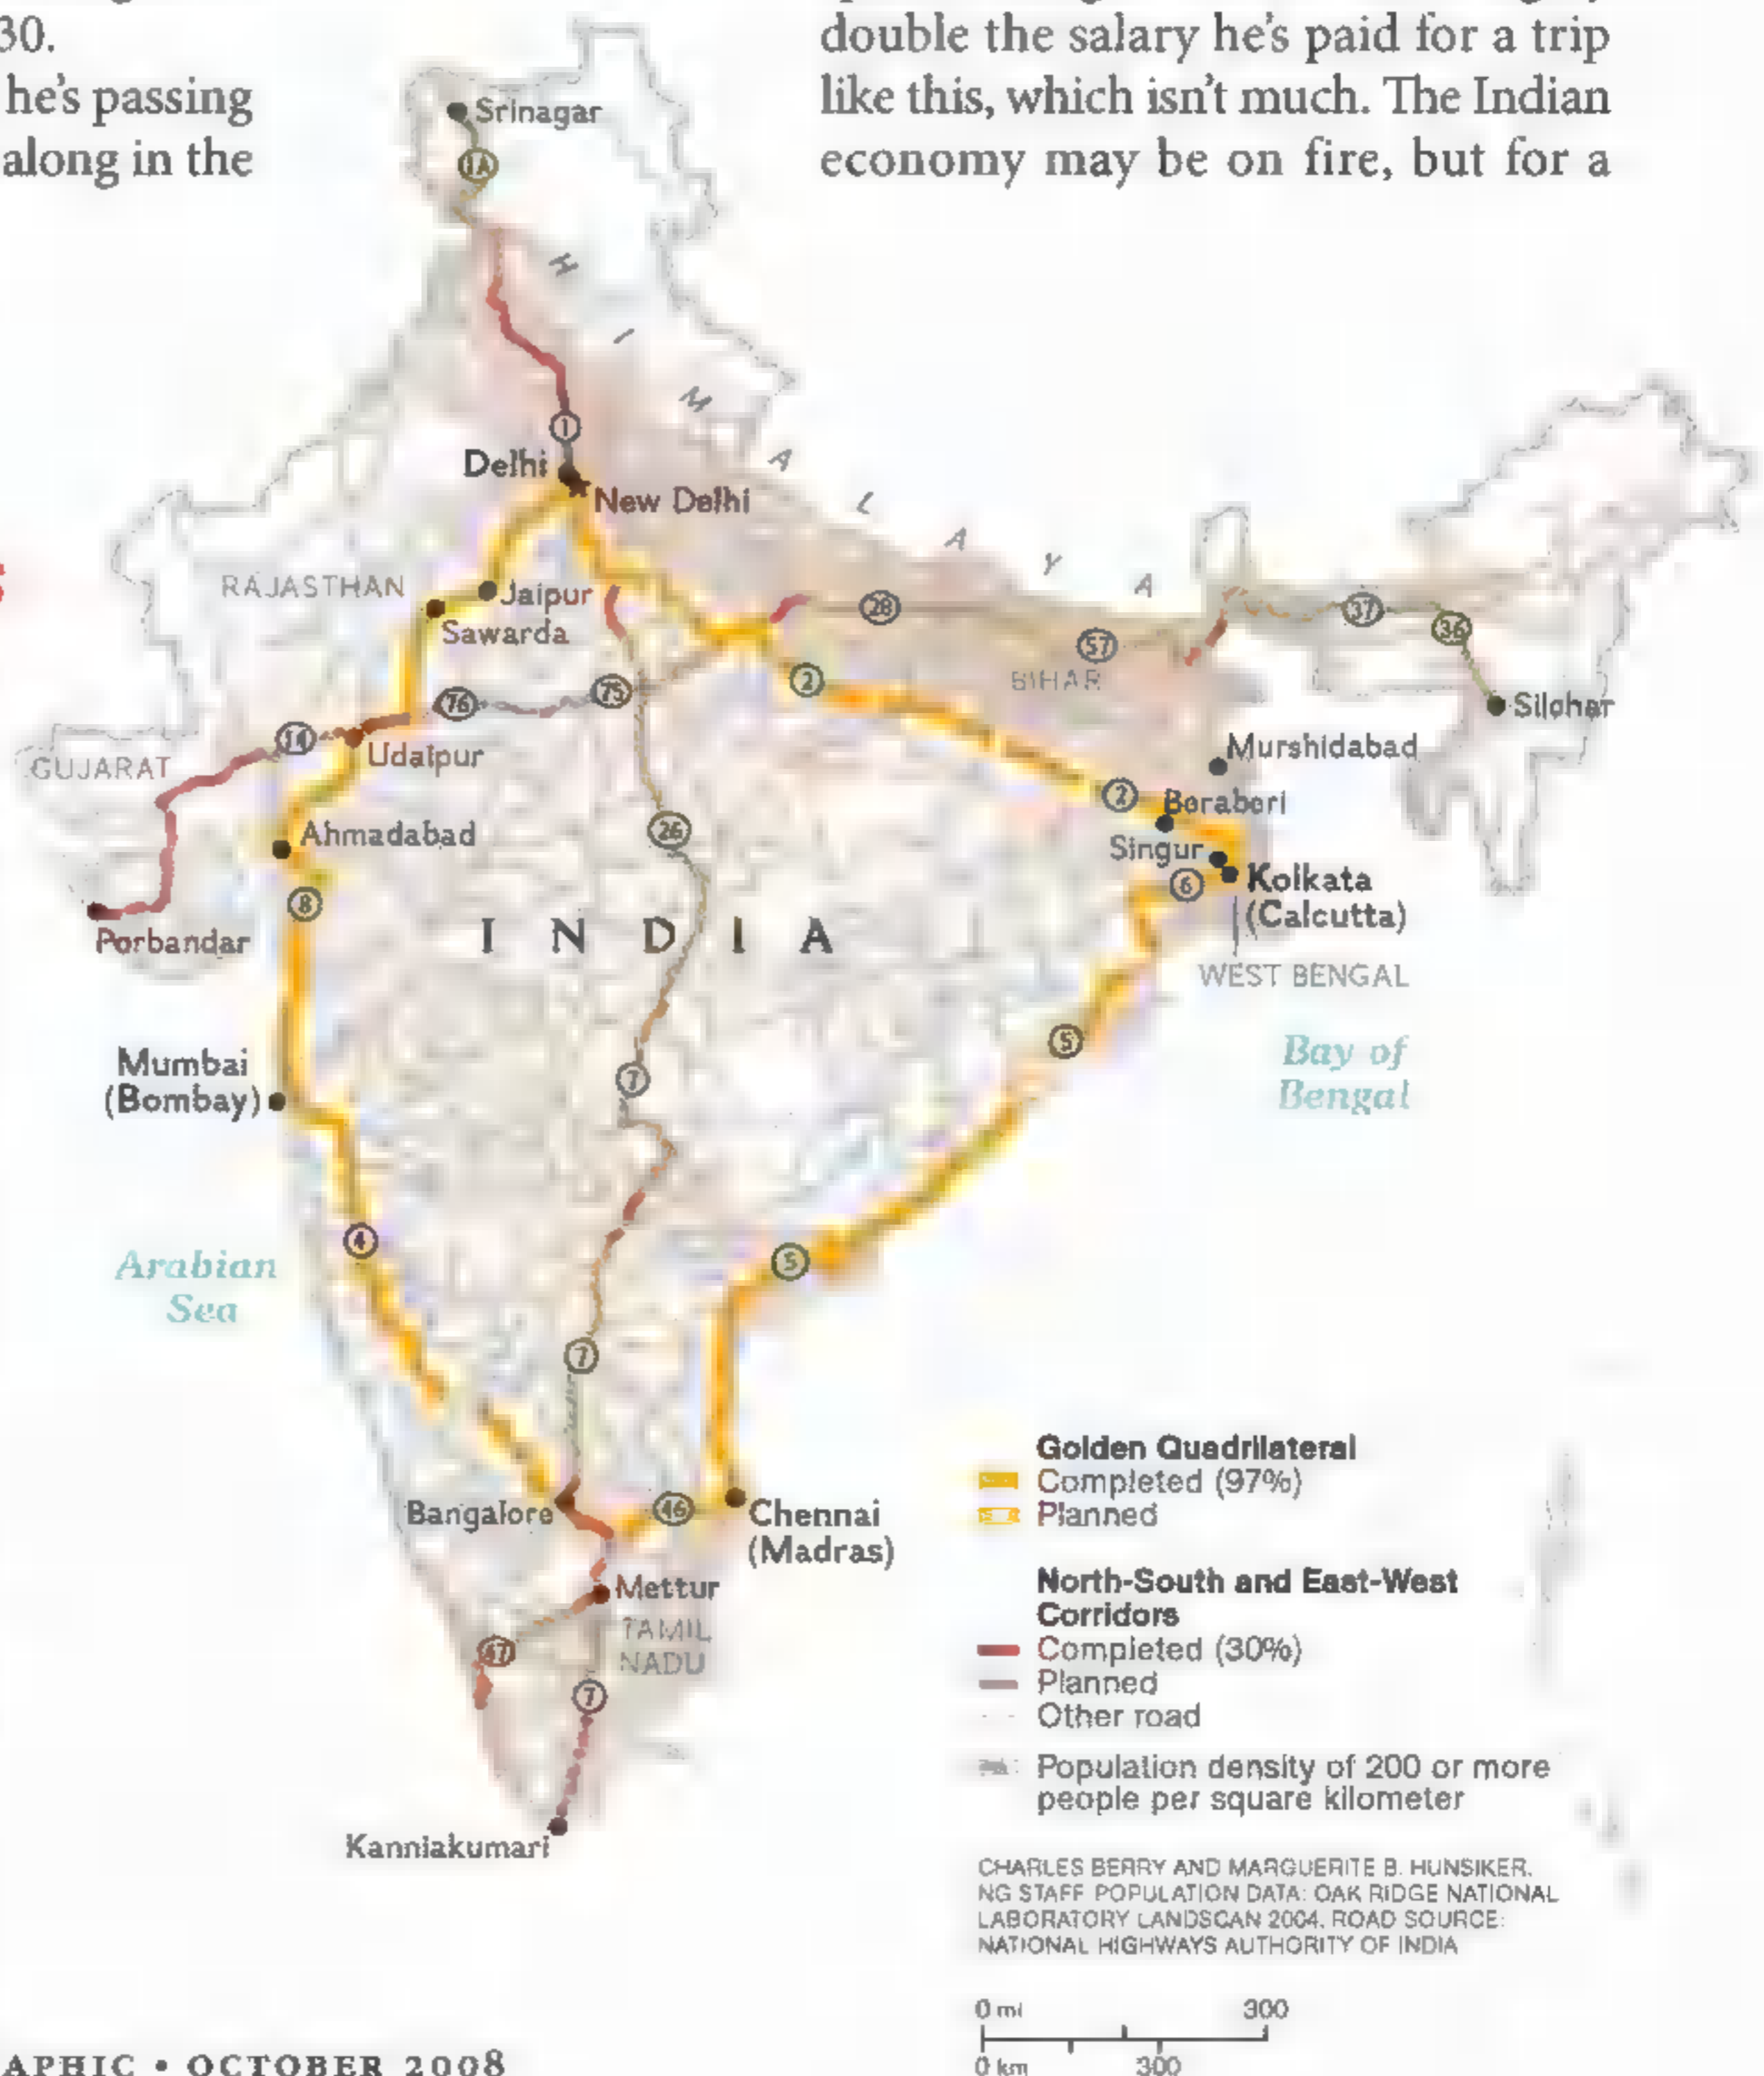 30.
he's passing
along in the
double the salary he's paid for a trip
like this, which isn't much. The Indian
economy may be on fire, but for a
Srinagar
1A
HIMALAYA
1
Delhi
New Delhi
RAJASTHAN
Jaipur
Sawarda
28
37
36
57
BIHAR
2
76
75
Silchar
14
Udaipur
GUJARAT
Murshidabad
2
Beraberi
26
Ahmadabad
Singur
6
Kolkata
(Calcutta)
8
Porbandar
INDIA
WEST BENGAL
5
Bay of
Bengal
Mumbai
(Bombay)
7
4
Arabian
Sea
5
7
Golden Quadrilateral
Completed (97%)
Planned
Bangalore
46
Chennai
(Madras)
Mettur
TAMIL
NADU
47
7
Kanniakumari
North-South and East-West
Corridors
Completed (30%)
Planned
Other road
Population density of 200 or more
people per square kilometer
CHARLES BERRY AND MARGUERITE B. HUNSIKER,
NG STAFF. POPULATION DATA: OAK RIDGE NATIONAL
LABORATORY LANDSCAN 2004. ROAD SOURCE:
NATIONAL HIGHWAYS AUTHORITY OF INDIA
0 mi 300
0 km 300
APHIC • OCTOBER 2008